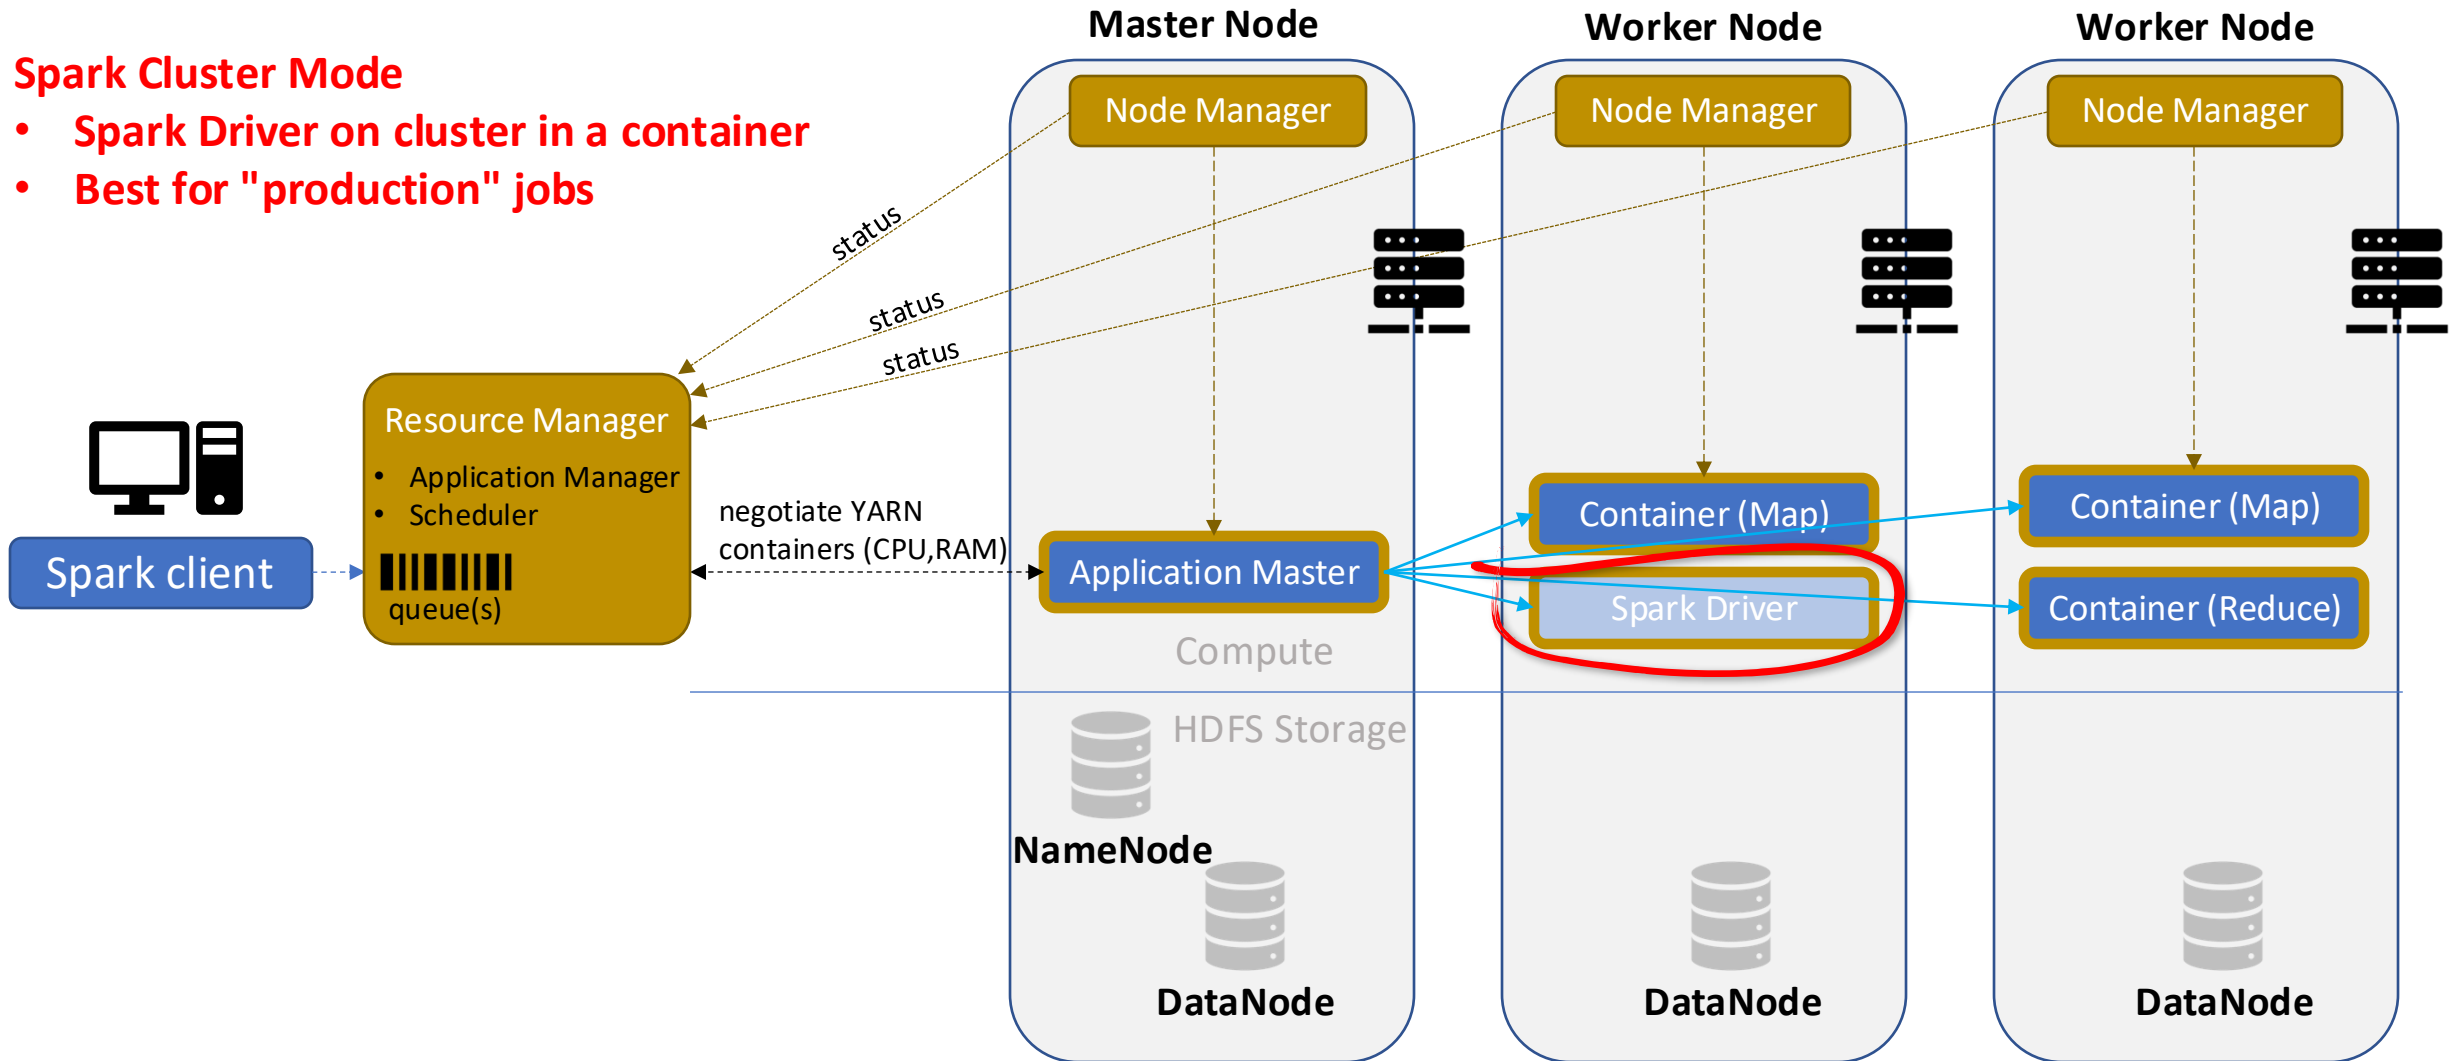 Spark Cluster Mode
• Spark Driver on cluster in a container
• Best for "production" jobs
Master Node
Worker Node
Worker Node
Node Manager
Node Manager
Node Manager
status
status
status
Resource Manager
• Application Manager
• Scheduler
queue(s)
Spark client
negotiate YARN
containers (CPU,RAM)
Application Master
Container (Map)
Spark Driver
Container (Map)
Container (Reduce)
Compute
HDFS Storage
NameNode
DataNode
DataNode
DataNode